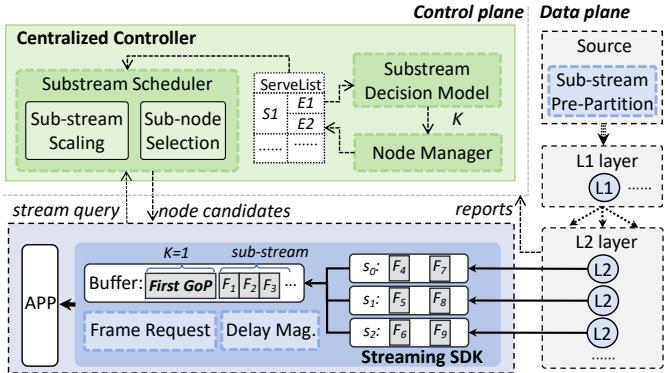 Control plane
Data plane
Centralized Controller
Substream Scheduler
Sub-stream
Scaling
Sub-node
Selection
ServeList
S1
E1
E2
......
......
Substream
Decision Model
K
Node Manager
Source
Sub-stream
Pre-Partition
L1 layer
L1
......
stream query
node candidates
reports
L2 layer
L2
L2
L2
......
APP
K=1
sub-stream
Buffer:
First GoP
F1 F2 F3 ...
Frame Request
Delay Mag.
s0: F4 F7
s1: F5 F8
s2: F6 F9
Streaming SDK